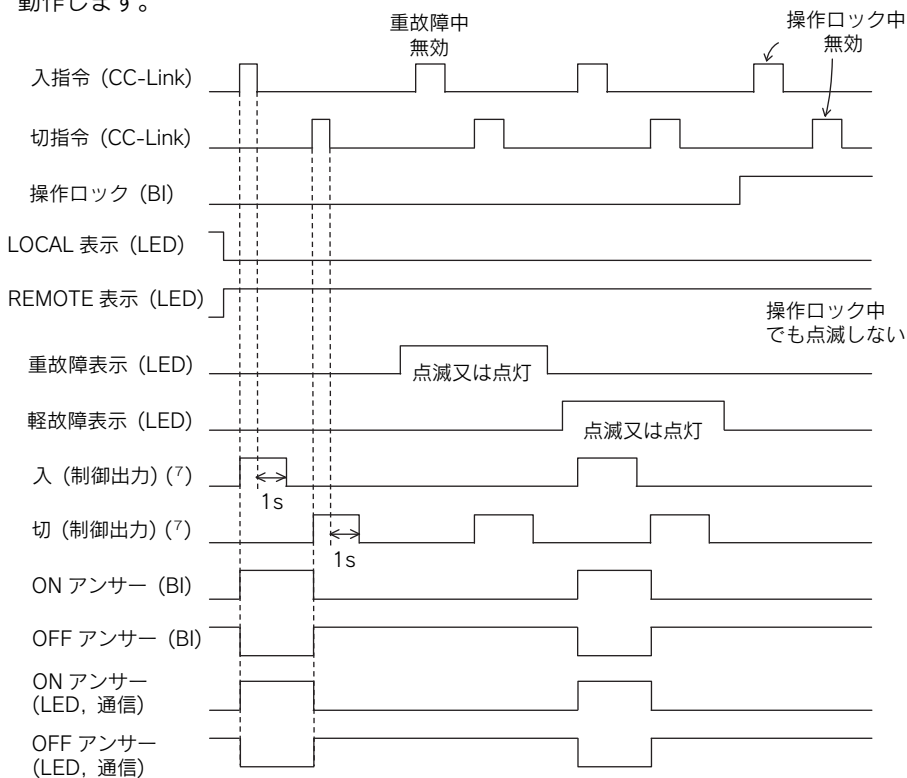 動作します。
重故障中
無効
操作ロック中
無効
入指令 (CC-Link)
切指令 (CC-Link)
操作ロック (BI)
LOCAL 表示 (LED)
REMOTE 表示 (LED)
操作ロック中
でも点滅しない
重故障表示 (LED)
点滅又は点灯
軽故障表示 (LED)
点滅又は点灯
入 (制御出力) (7)
1s
切 (制御出力) (7)
1s
ON アンサー (BI)
OFF アンサー (BI)
ON アンサー
(LED, 通信)
OFF アンサー
(LED, 通信)